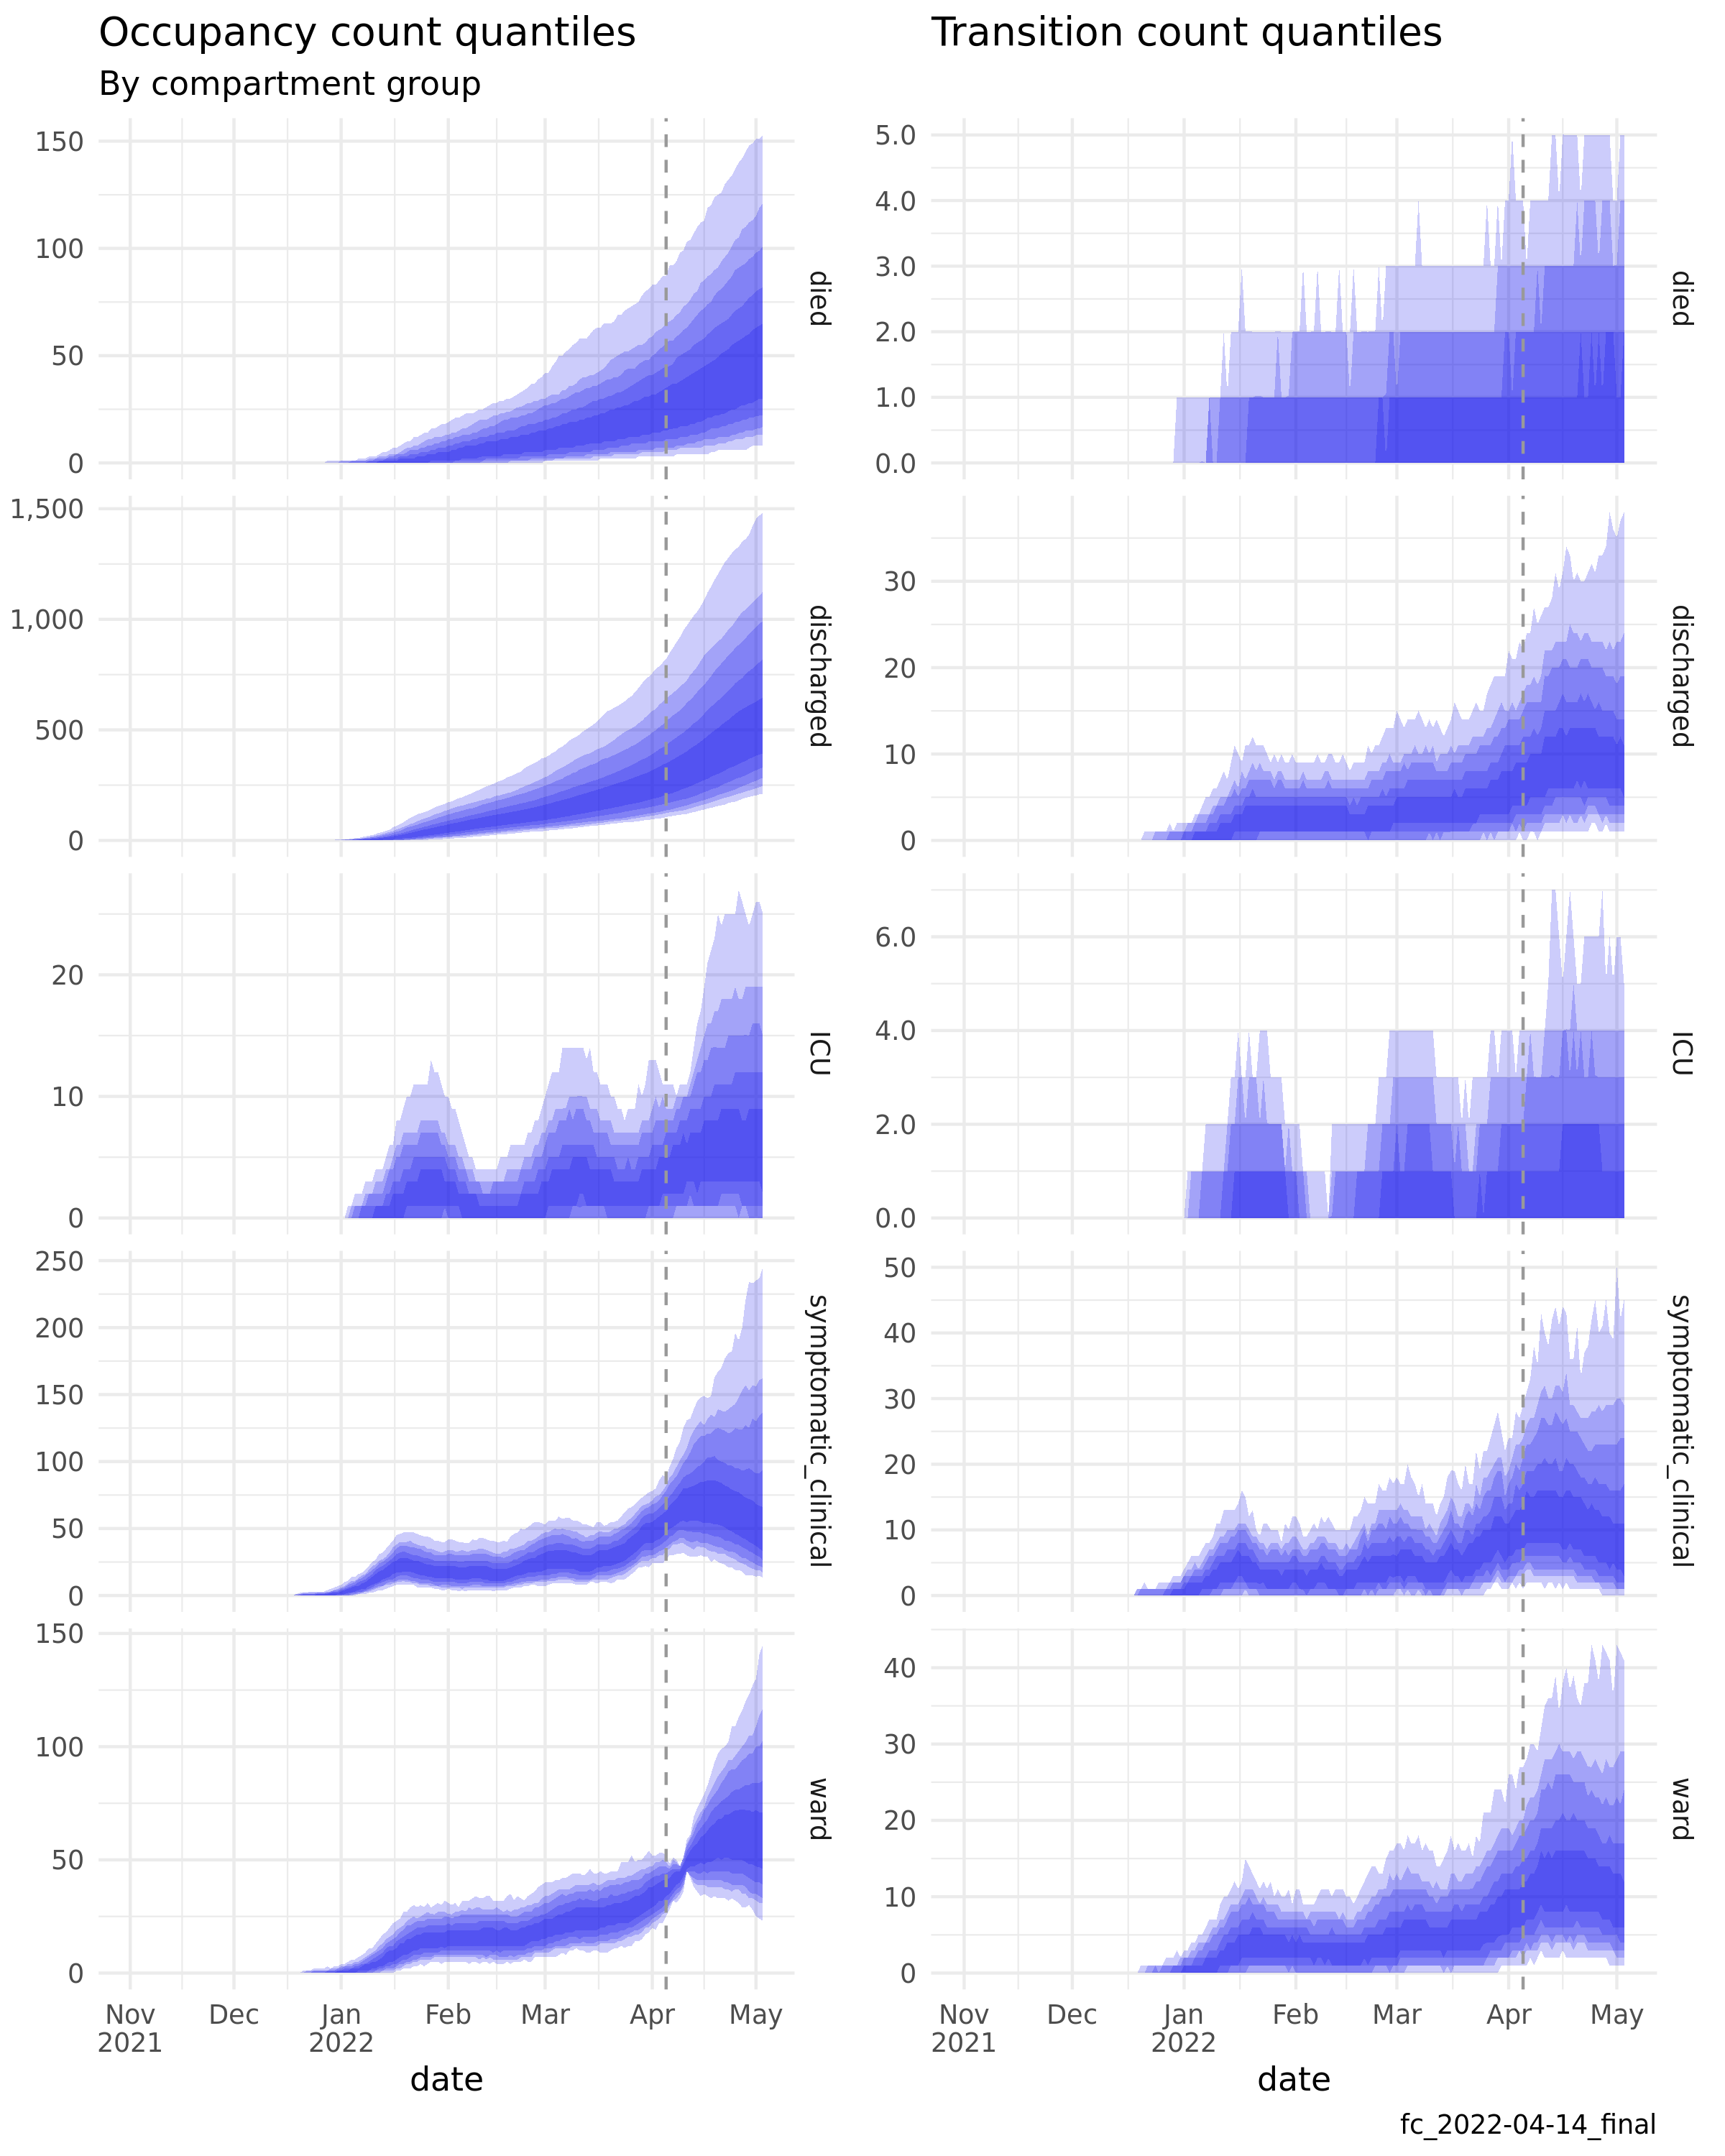 Occupancy count quantiles
By compartment group
150
100
50
0
died
1,500
1,000
500
0
discharged
20
10
0
ICU
250
200
150
100
50
0
symptomatic_clinical
150
100
50
0
ward
Nov Dec Jan Feb Mar Apr May
2021 2022
date
Transition count quantiles
5.0
4.0
3.0
2.0
1.0
0.0
died
30
20
10
0
discharged
6.0
4.0
2.0
0.0
ICU
50
40
30
20
10
0
symptomatic_clinical
40
30
20
10
0
ward
Nov Dec Jan Feb Mar Apr May
2021 2022
date
fc_2022-04-14_final